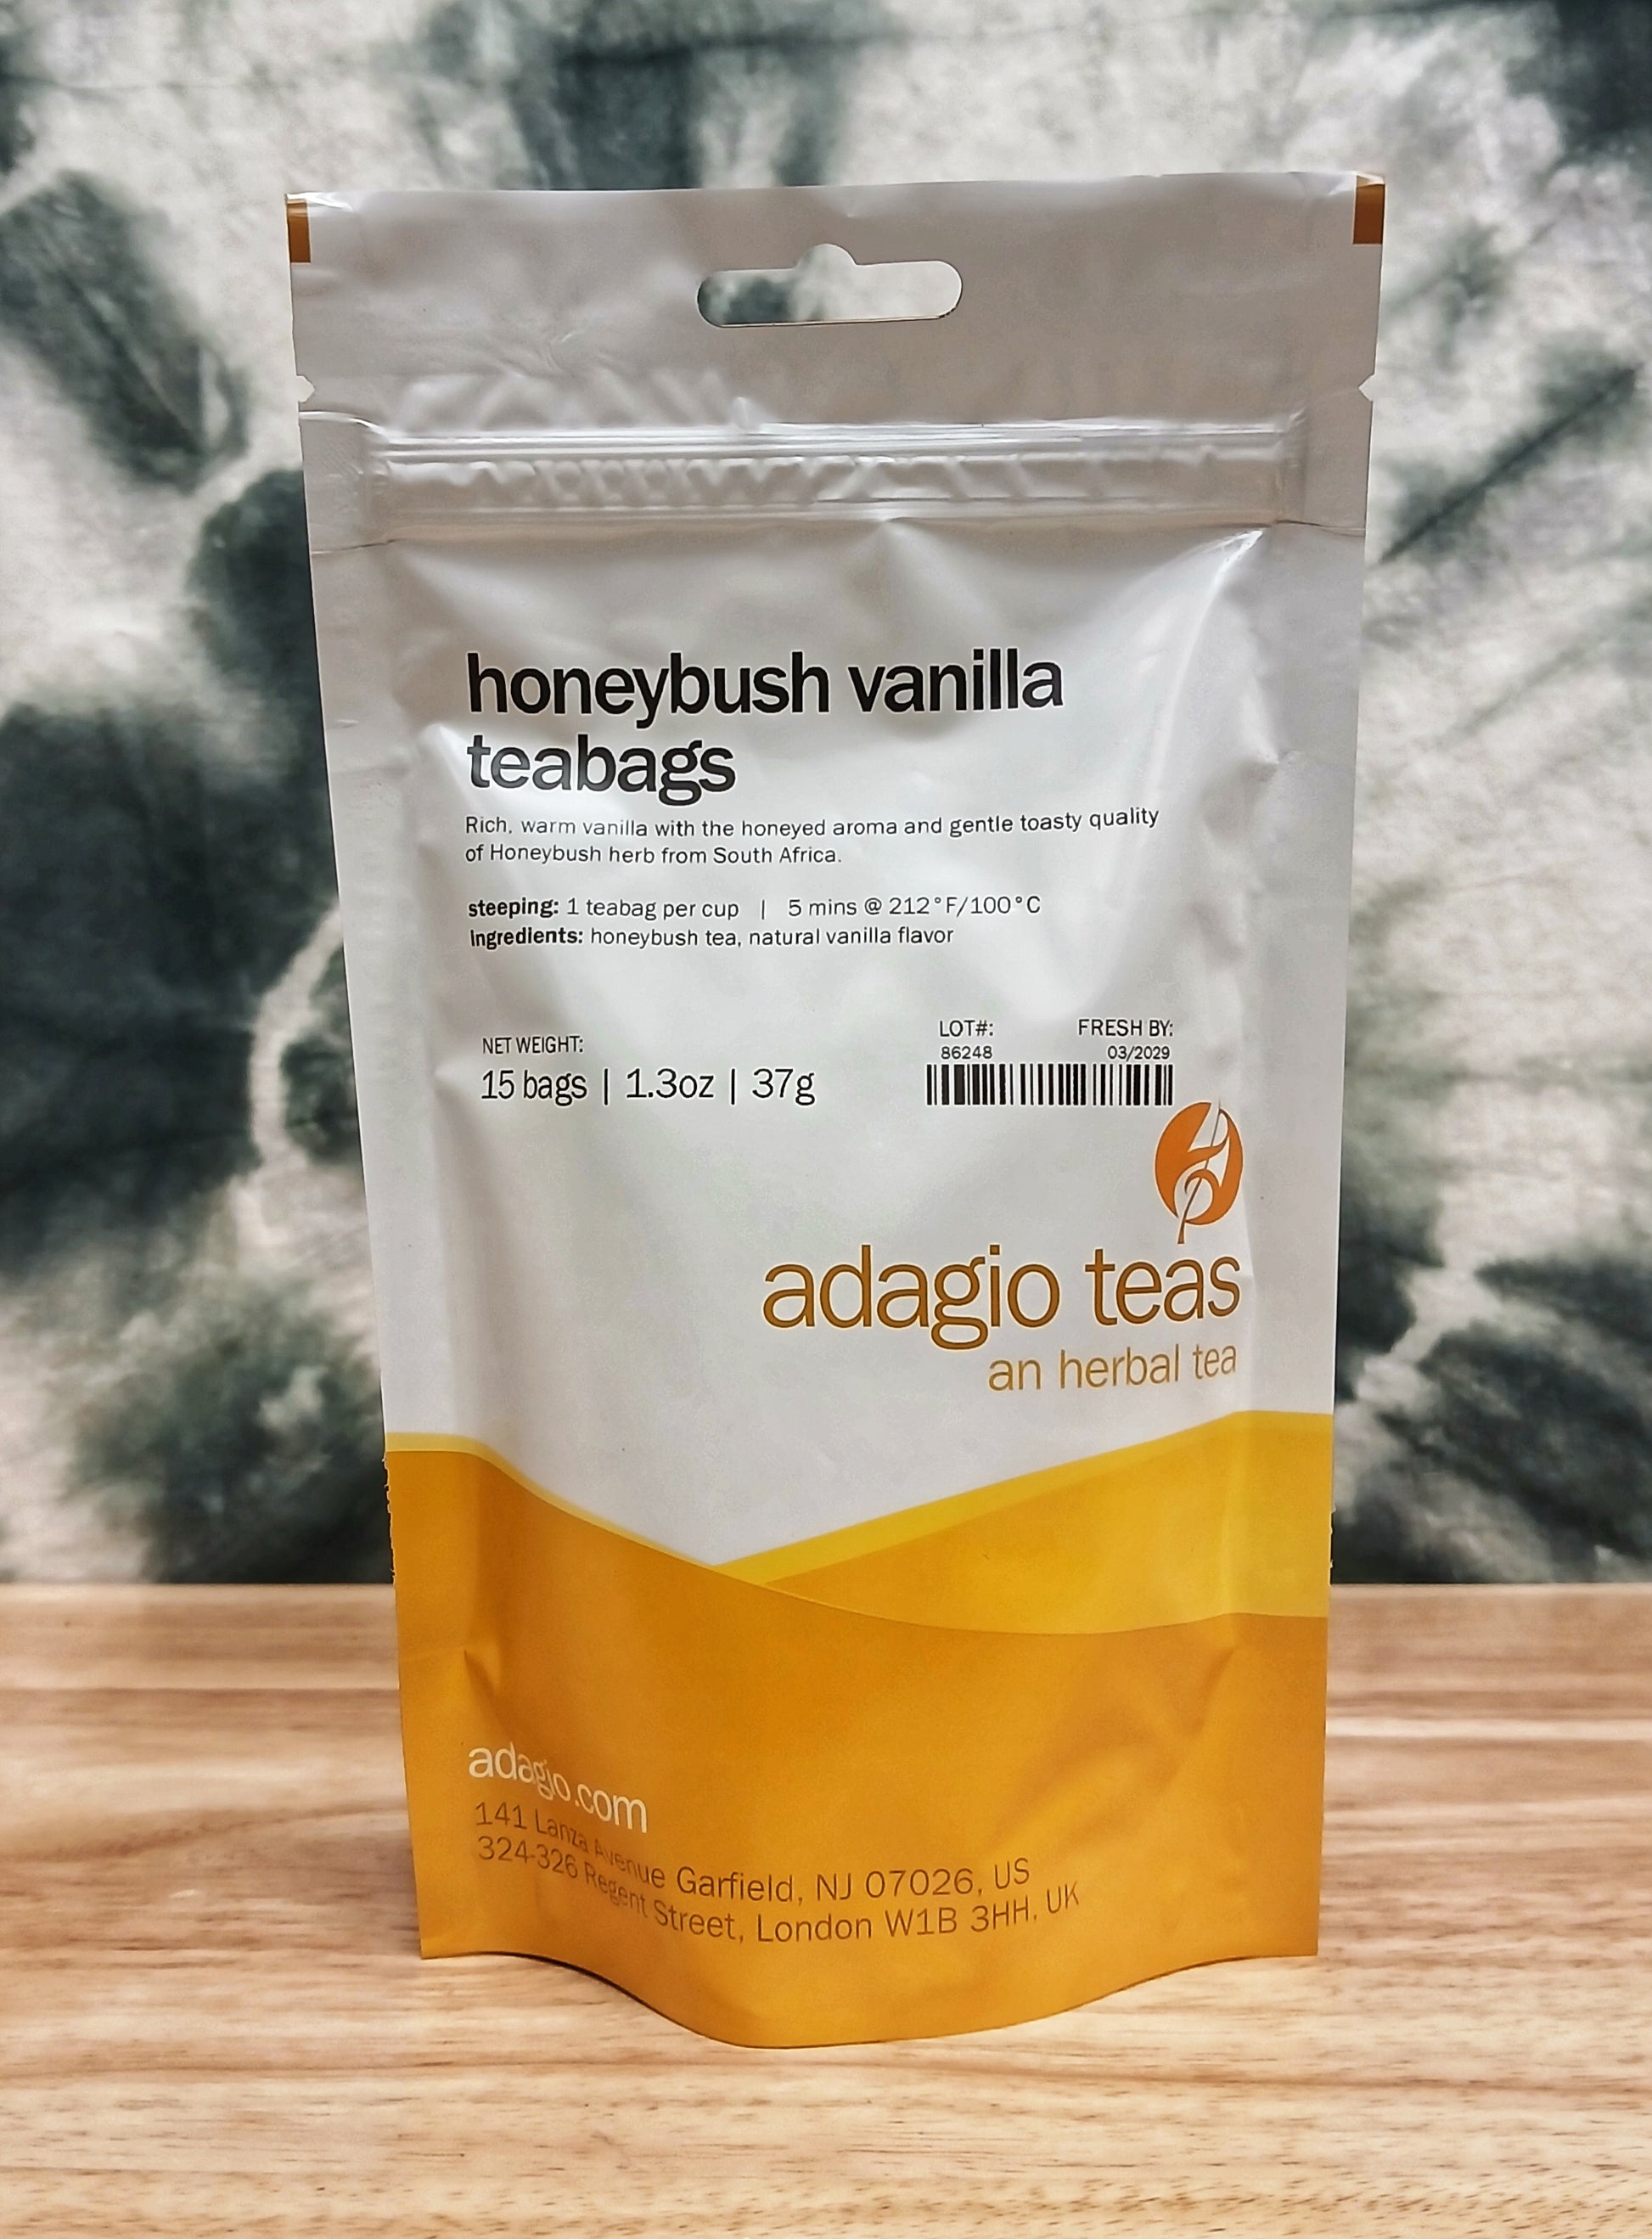 honeybush vanilla
teabags
Rich, warm vanilla with the honeyed aroma and gentle toasty quality
of Honeybush herb from South Africa.
steeping: 1 teabag per cup | 5 mins @ 212°F/100°C
ingredients: honeybush tea, natural vanilla flavor
LOT#: FRESH BY:
86248 03/2029
NET WEIGHT:
15 bags | 1.3oz | 37g
adagio teas
an herbal tea
adagio.com
141 Lanza Avenue Garfield, NJ 07026, US
324-326 Regent Street, London W1B 3HH, UK